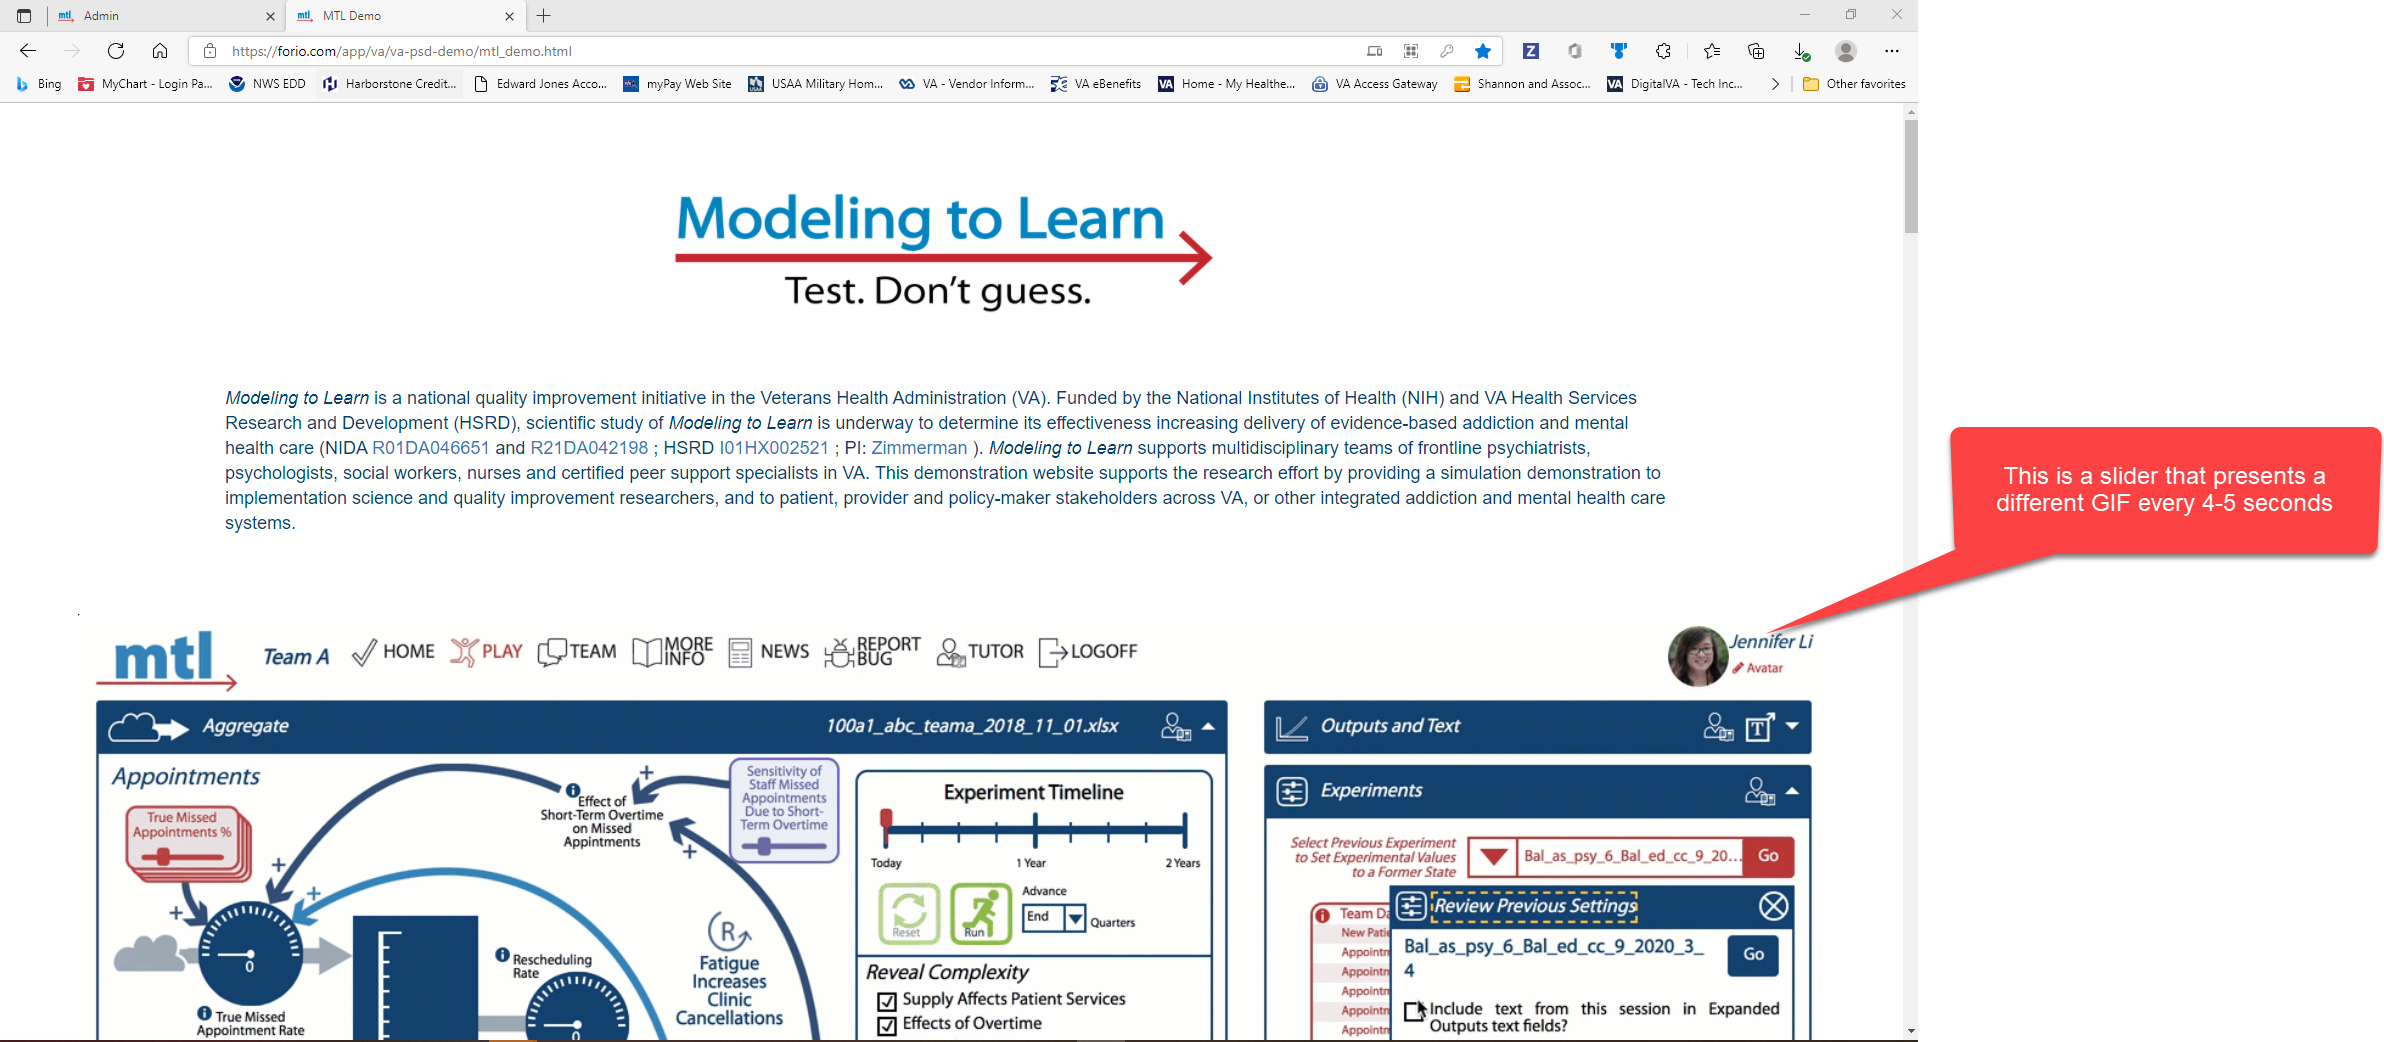 Admin
MTL Demo
https://forio.com/app/va/va-psd-demo/mtl_demo.html
Bing
MyChart - Login Pa...
NWS EDD
Harborstone Credit...
Edward Jones Acco...
myPay Web Site
USAA Military Hom...
VA - Vendor Inform...
VA eBenefits
Home - My Healthe...
VA Access Gateway
Shannon and Assoc...
DigitalVA - Tech Inc...
Other favorites
Modeling to Learn
Test. Don't guess.
Modeling to Learn is a national quality improvement initiative in the Veterans Health Administration (VA). Funded by the National Institutes of Health (NIH) and VA Health Services
Research and Development (HSRD), scientific study of Modeling to Learn is underway to determine its effectiveness increasing delivery of evidence-based addiction and mental
health care (NIDA R01DA046651 and R21DA042198 ; HSRD I01HX002521 ; PI: Zimmerman ). Modeling to Learn supports multidisciplinary teams of frontline psychiatrists,
psychologists, social workers, nurses and certified peer support specialists in VA. This demonstration website supports the research effort by providing a simulation demonstration to
implementation science and quality improvement researchers, and to patient, provider and policy-maker stakeholders across VA, or other integrated addiction and mental health care
systems.
This is a slider that presents a
different GIF every 4-5 seconds
mtl
Team A
HOME
PLAY
TEAM
MORE
INFO
NEWS
REPORT
BUG
TUTOR
LOGOFF
Jennifer Li
Avatar
Aggregate
100a1_abc_teama_2018_11_01.xlsx
Outputs and Text
Appointments
True Missed
Appointments %
Effect of
Short-Term Overtime
on Missed
Appintments
Sensitivity of
Staff Missed
Appointments
Due to Short-
Term Overtime
Experiment Timeline
Today
1 Year
2 Years
Reset
Run
Advance
End
Quarters
Reveal Complexity
Supply Affects Patient Services
Effects of Overtime
R
Fatigue
Increases
Clinic
Cancellations
Rescheduling
Rate
0
0
True Missed
Appointment Rate
Experiments
Select Previous Experiment
to Set Experimental Values
to a Former State
Bal_as_psy_6_Bal_ed_cc_9_20...
Go
Team Da
New Patie
Appointn
Appointn
Appointn
Appointn
Appointn
Review Previous Settings
Bal_as_psy_6_Bal_ed_cc_9_2020_3_
4
Go
Include text from this session in Expanded
Outputs text fields?